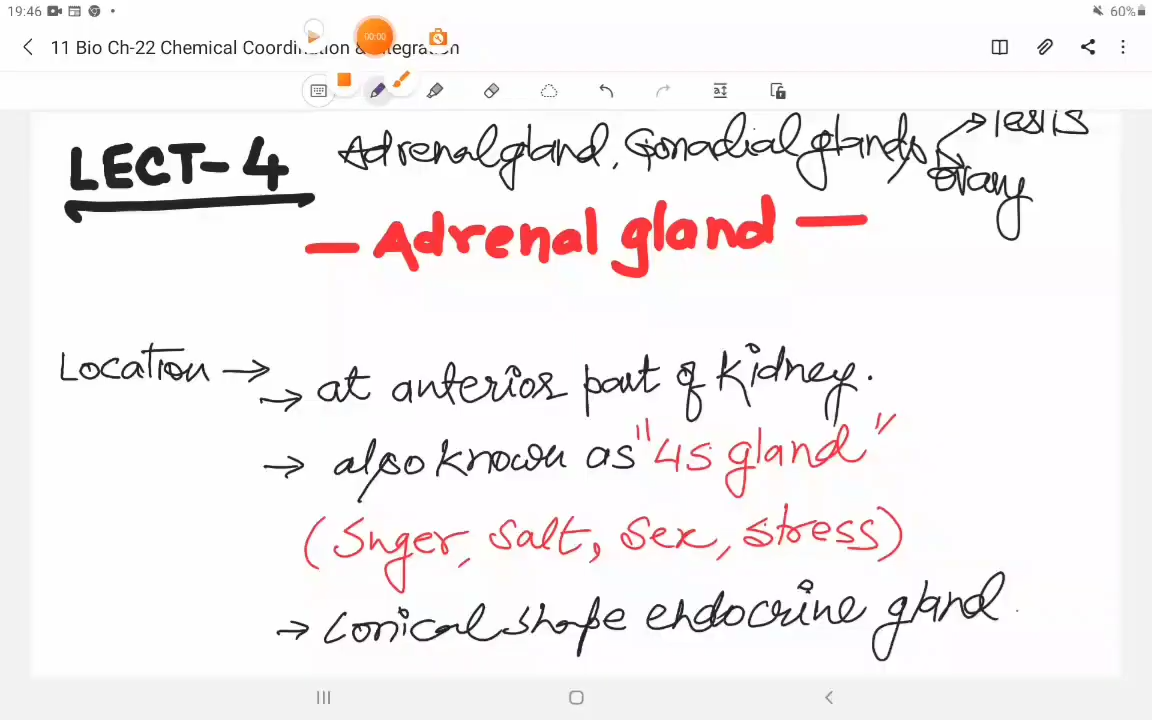 19:46
60%
11 Bio Ch-22 Chemical Coordination & Integration
00:00
LECT-4 Adrenal gland, Gonadial glands → Testis
→ Ovary
— Adrenal gland —
Location →
→ at anterior part of Kidney.
→ also known as "4S gland"
(Suger, Salt, Sex, Stress)
→ Conical shape endocrine gland.